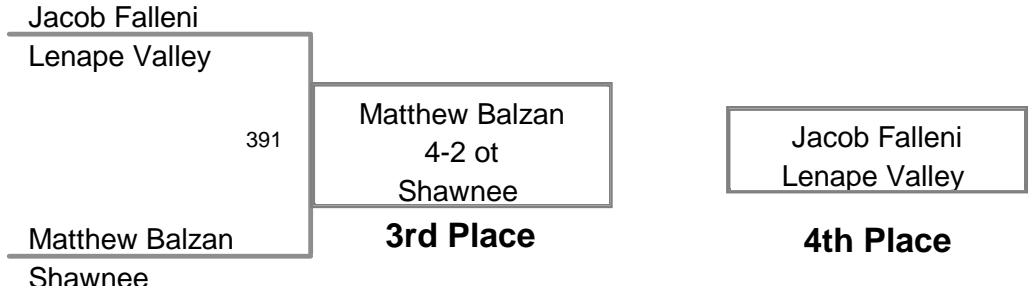 Jacob Falleni
Lenape Valley
391
Matthew Balzan
Shawnee
Matthew Balzan
4-2 ot
Shawnee
3rd Place
Jacob Falleni
Lenape Valley
4th Place